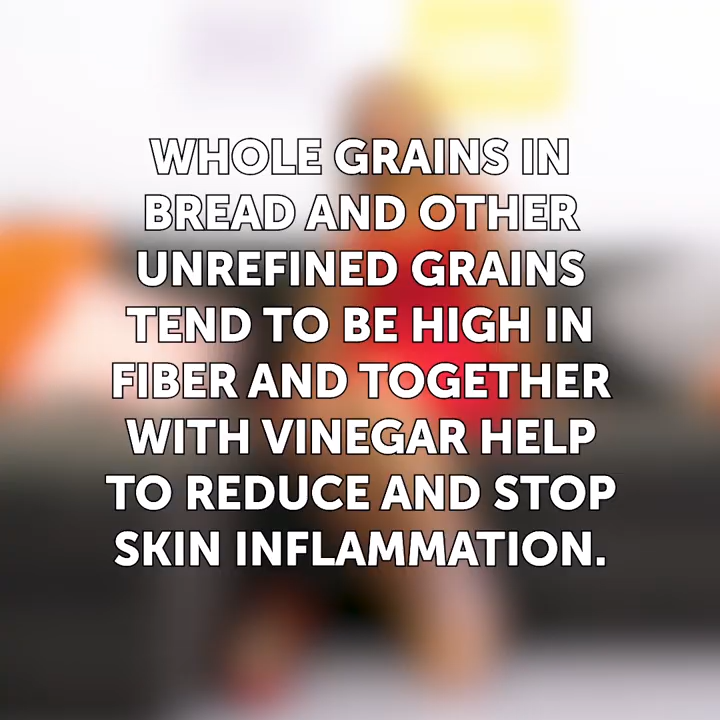 WHOLE GRAINS IN
BREAD AND OTHER
UNREFINED GRAINS
TEND TO BE HIGH IN
FIBER AND TOGETHER
WITH VINEGAR HELP
TO REDUCE AND STOP
SKIN INFLAMMATION.